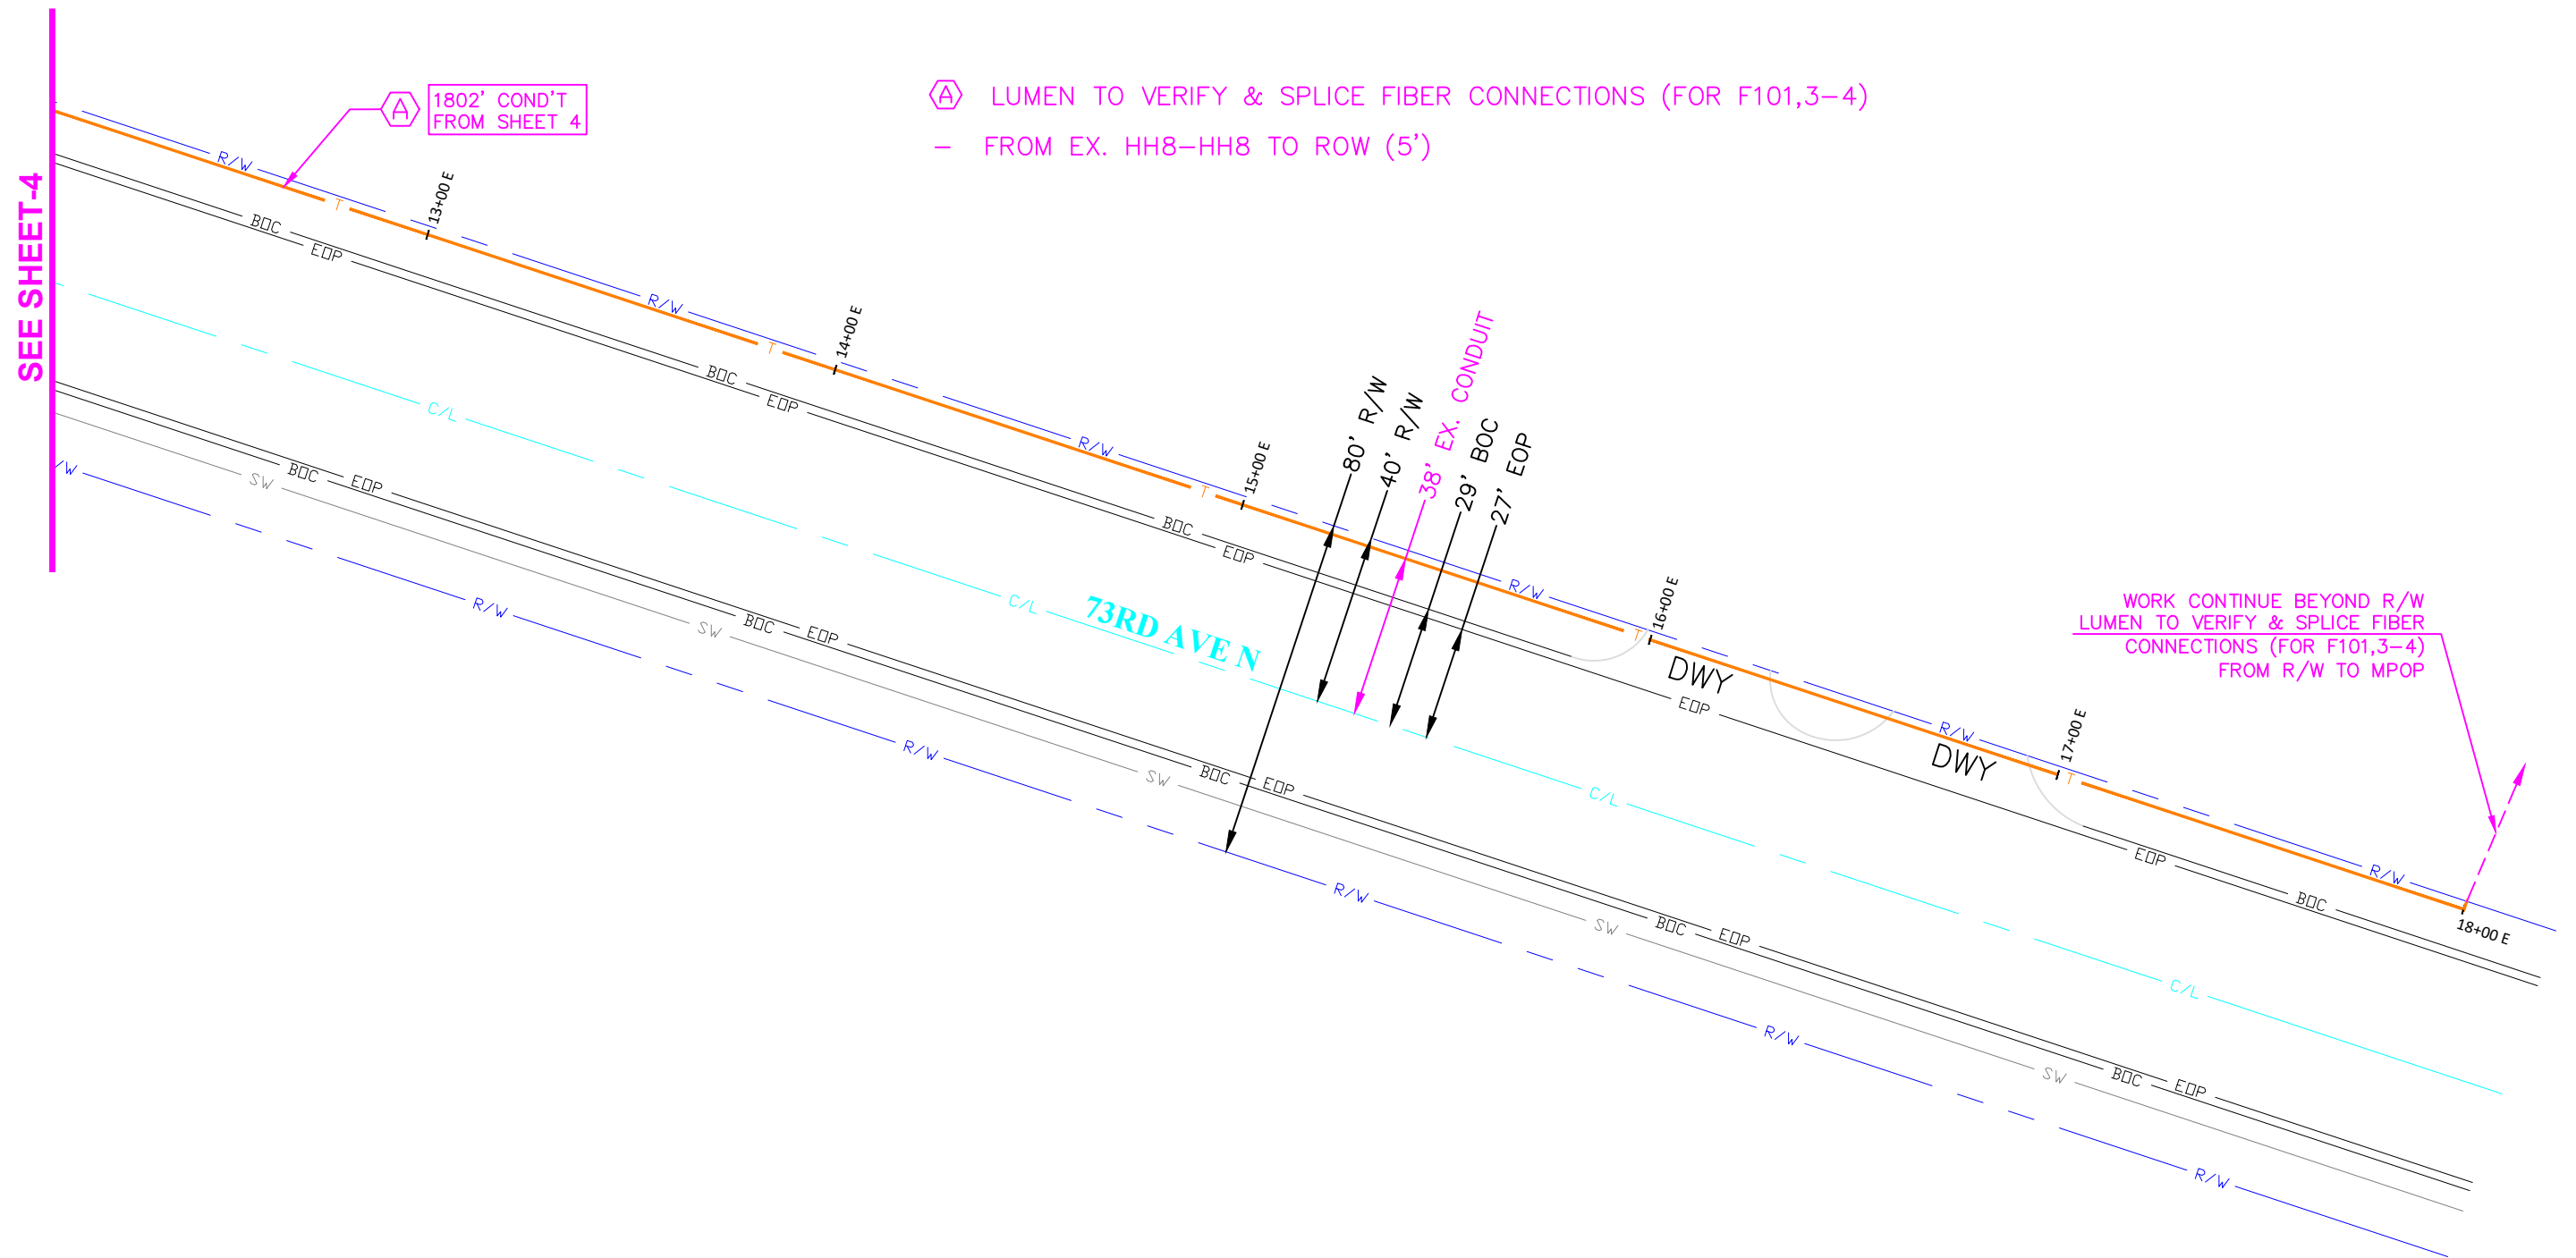 SEE SHEET-4
A
1802' COND'T
FROM SHEET 4
A LUMEN TO VERIFY & SPLICE FIBER CONNECTIONS (FOR F101,3-4)
- FROM EX. HH8-HH8 TO ROW (5')
R/W
T
13+00 E
BOC
EOP
R/W
T
14+00 E
BOC
EOP
R/W
T
15+00 E
BOC
EOP
80' R/W
40' R/W
38' EX. CONDUIT
29' BOC
27' EOP
R/W
T
16+00 E
DWY
EOP
R/W
DWY
17+00 E
T
EOP
R/W
BOC
18+00 E
WORK CONTINUE BEYOND R/W
LUMEN TO VERIFY & SPLICE FIBER
CONNECTIONS (FOR F101,3-4)
FROM R/W TO MPOP
C/L
C/L
73RD AVE N
C/L
C/L
BOC
EOP
SW
/W
BOC
EOP
SW
R/W
BOC
EOP
SW
R/W
BOC
EOP
SW
R/W
BOC
EOP
SW
R/W
R/W